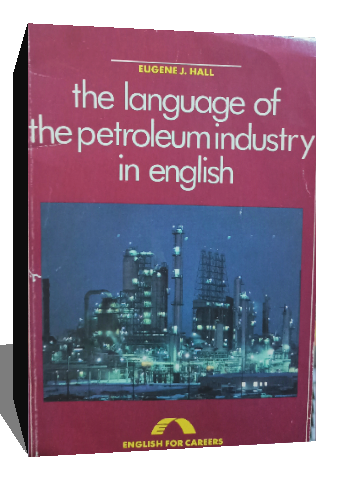 EUGENE J. HALL
the language of
the petroleum industry
in english
ENGLISH FOR CAREERS